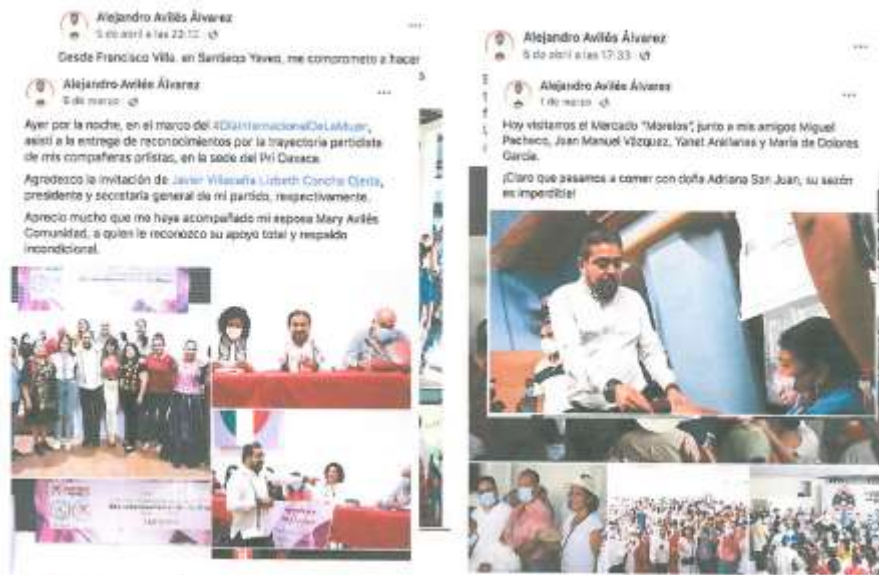 Alejandro Avilés Álvarez
5 de abril a las 22:12
Desde Francisco Villa, en Santiago Yaveo, me comprometo a hacer
Alejandro Avilés Álvarez
9 de marzo
Ayer por la noche, en el marco del #DíaInternacionalDeLaMujer,
asistí a la entrega de reconocimientos por la trayectoria partidista
de mis compañeras priistas, en la sede del Pri Oaxaca.
Agradezco la invitación de Javier Villacaña Lizbeth Concha Ojeda,
presidente y secretaria general de mi partido, respectivamente.
Aprecio mucho que me haya acompañado mi esposa Mary Avilés
Comunidad, a quien le reconozco su apoyo total y respaldo
incondicional.
Alejandro Avilés Álvarez
6 de abril a las 17:33
Alejandro Avilés Álvarez
1 de marzo
Hoy visitamos el Mercado "Morelos", junto a mis amigos Miguel
Pacheco, Juan Manuel Vázquez, Yanet Arellanes y María de Dolores
García.
¡Claro que pasamos a comer con doña Adriana San Juan, su sazón
es imperdible!